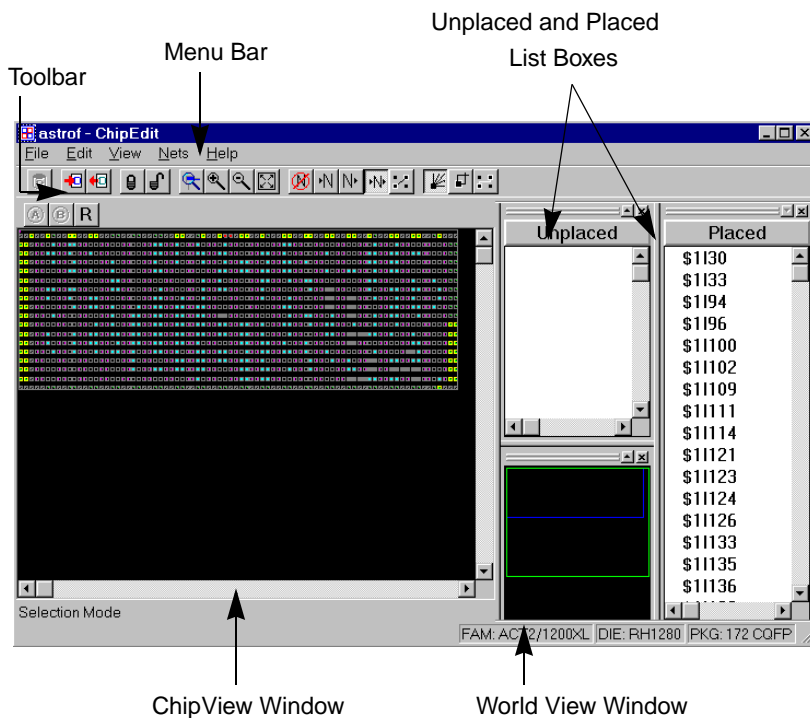 Unplaced and Placed
List Boxes
Menu Bar
Toolbar
astrof - ChipEdit
File Edit View Nets Help
N N N N
A B R
Unplaced
Placed
$1I30
$1I33
$1I94
$1I96
$1I100
$1I102
$1I109
$1I111
$1I114
$1I121
$1I123
$1I124
$1I126
$1I133
$1I135
$1I136
Selection Mode
FAM: ACT2/1200XL DIE: RH1280 PKG: 172 CQFP
ChipView Window
World View Window